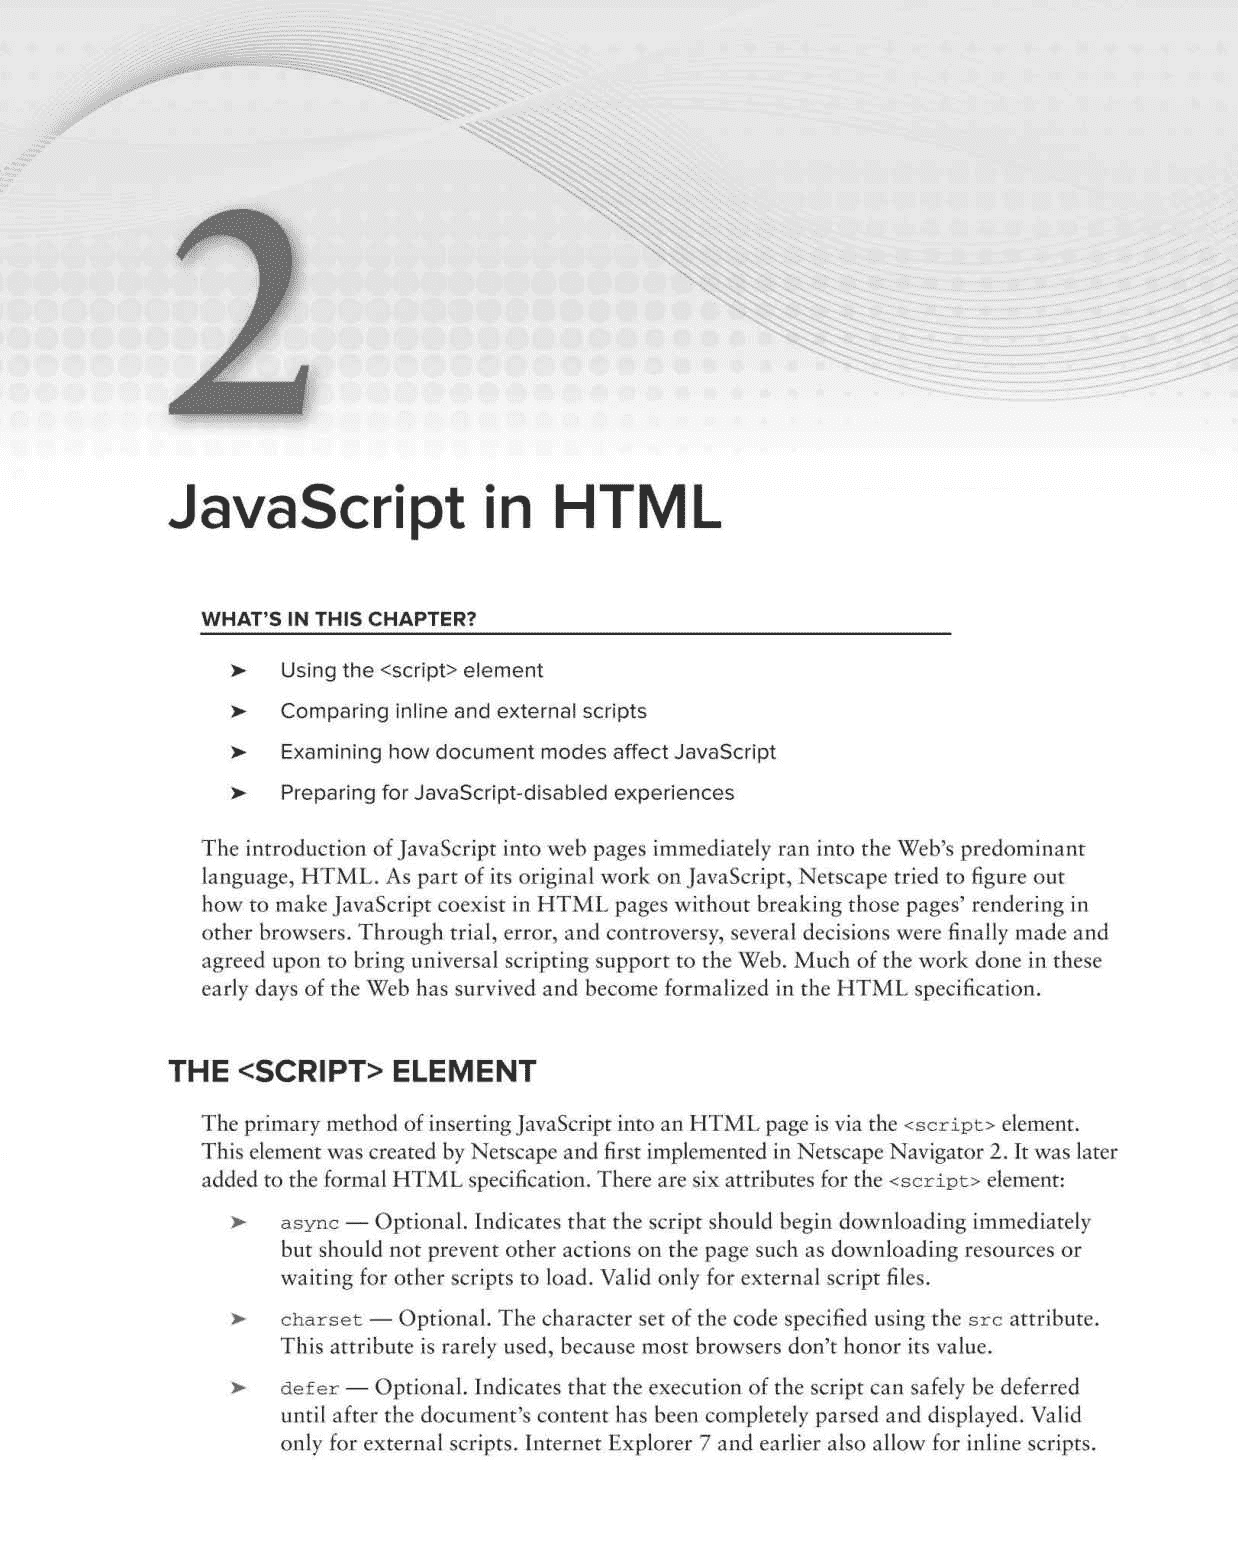 2
JavaScript in HTML
WHAT'S IN THIS CHAPTER?
➤ Using the <script> element
➤ Comparing inline and external scripts
➤ Examining how document modes affect JavaScript
➤ Preparing for JavaScript-disabled experiences
The introduction of JavaScript into web pages immediately ran into the Web's predominant
language, HTML. As part of its original work on JavaScript, Netscape tried to figure out
how to make JavaScript coexist in HTML pages without breaking those pages' rendering in
other browsers. Through trial, error, and controversy, several decisions were finally made and
agreed upon to bring universal scripting support to the Web. Much of the work done in these
early days of the Web has survived and become formalized in the HTML specification.
THE <SCRIPT> ELEMENT
The primary method of inserting JavaScript into an HTML page is via the <script> element.
This element was created by Netscape and first implemented in Netscape Navigator 2. It was later
added to the formal HTML specification. There are six attributes for the <script> element:
➤ async — Optional. Indicates that the script should begin downloading immediately
but should not prevent other actions on the page such as downloading resources or
waiting for other scripts to load. Valid only for external script files.
➤ charset — Optional. The character set of the code specified using the src attribute.
This attribute is rarely used, because most browsers don't honor its value.
➤ defer — Optional. Indicates that the execution of the script can safely be deferred
until after the document's content has been completely parsed and displayed. Valid
only for external scripts. Internet Explorer 7 and earlier also allow for inline scripts.